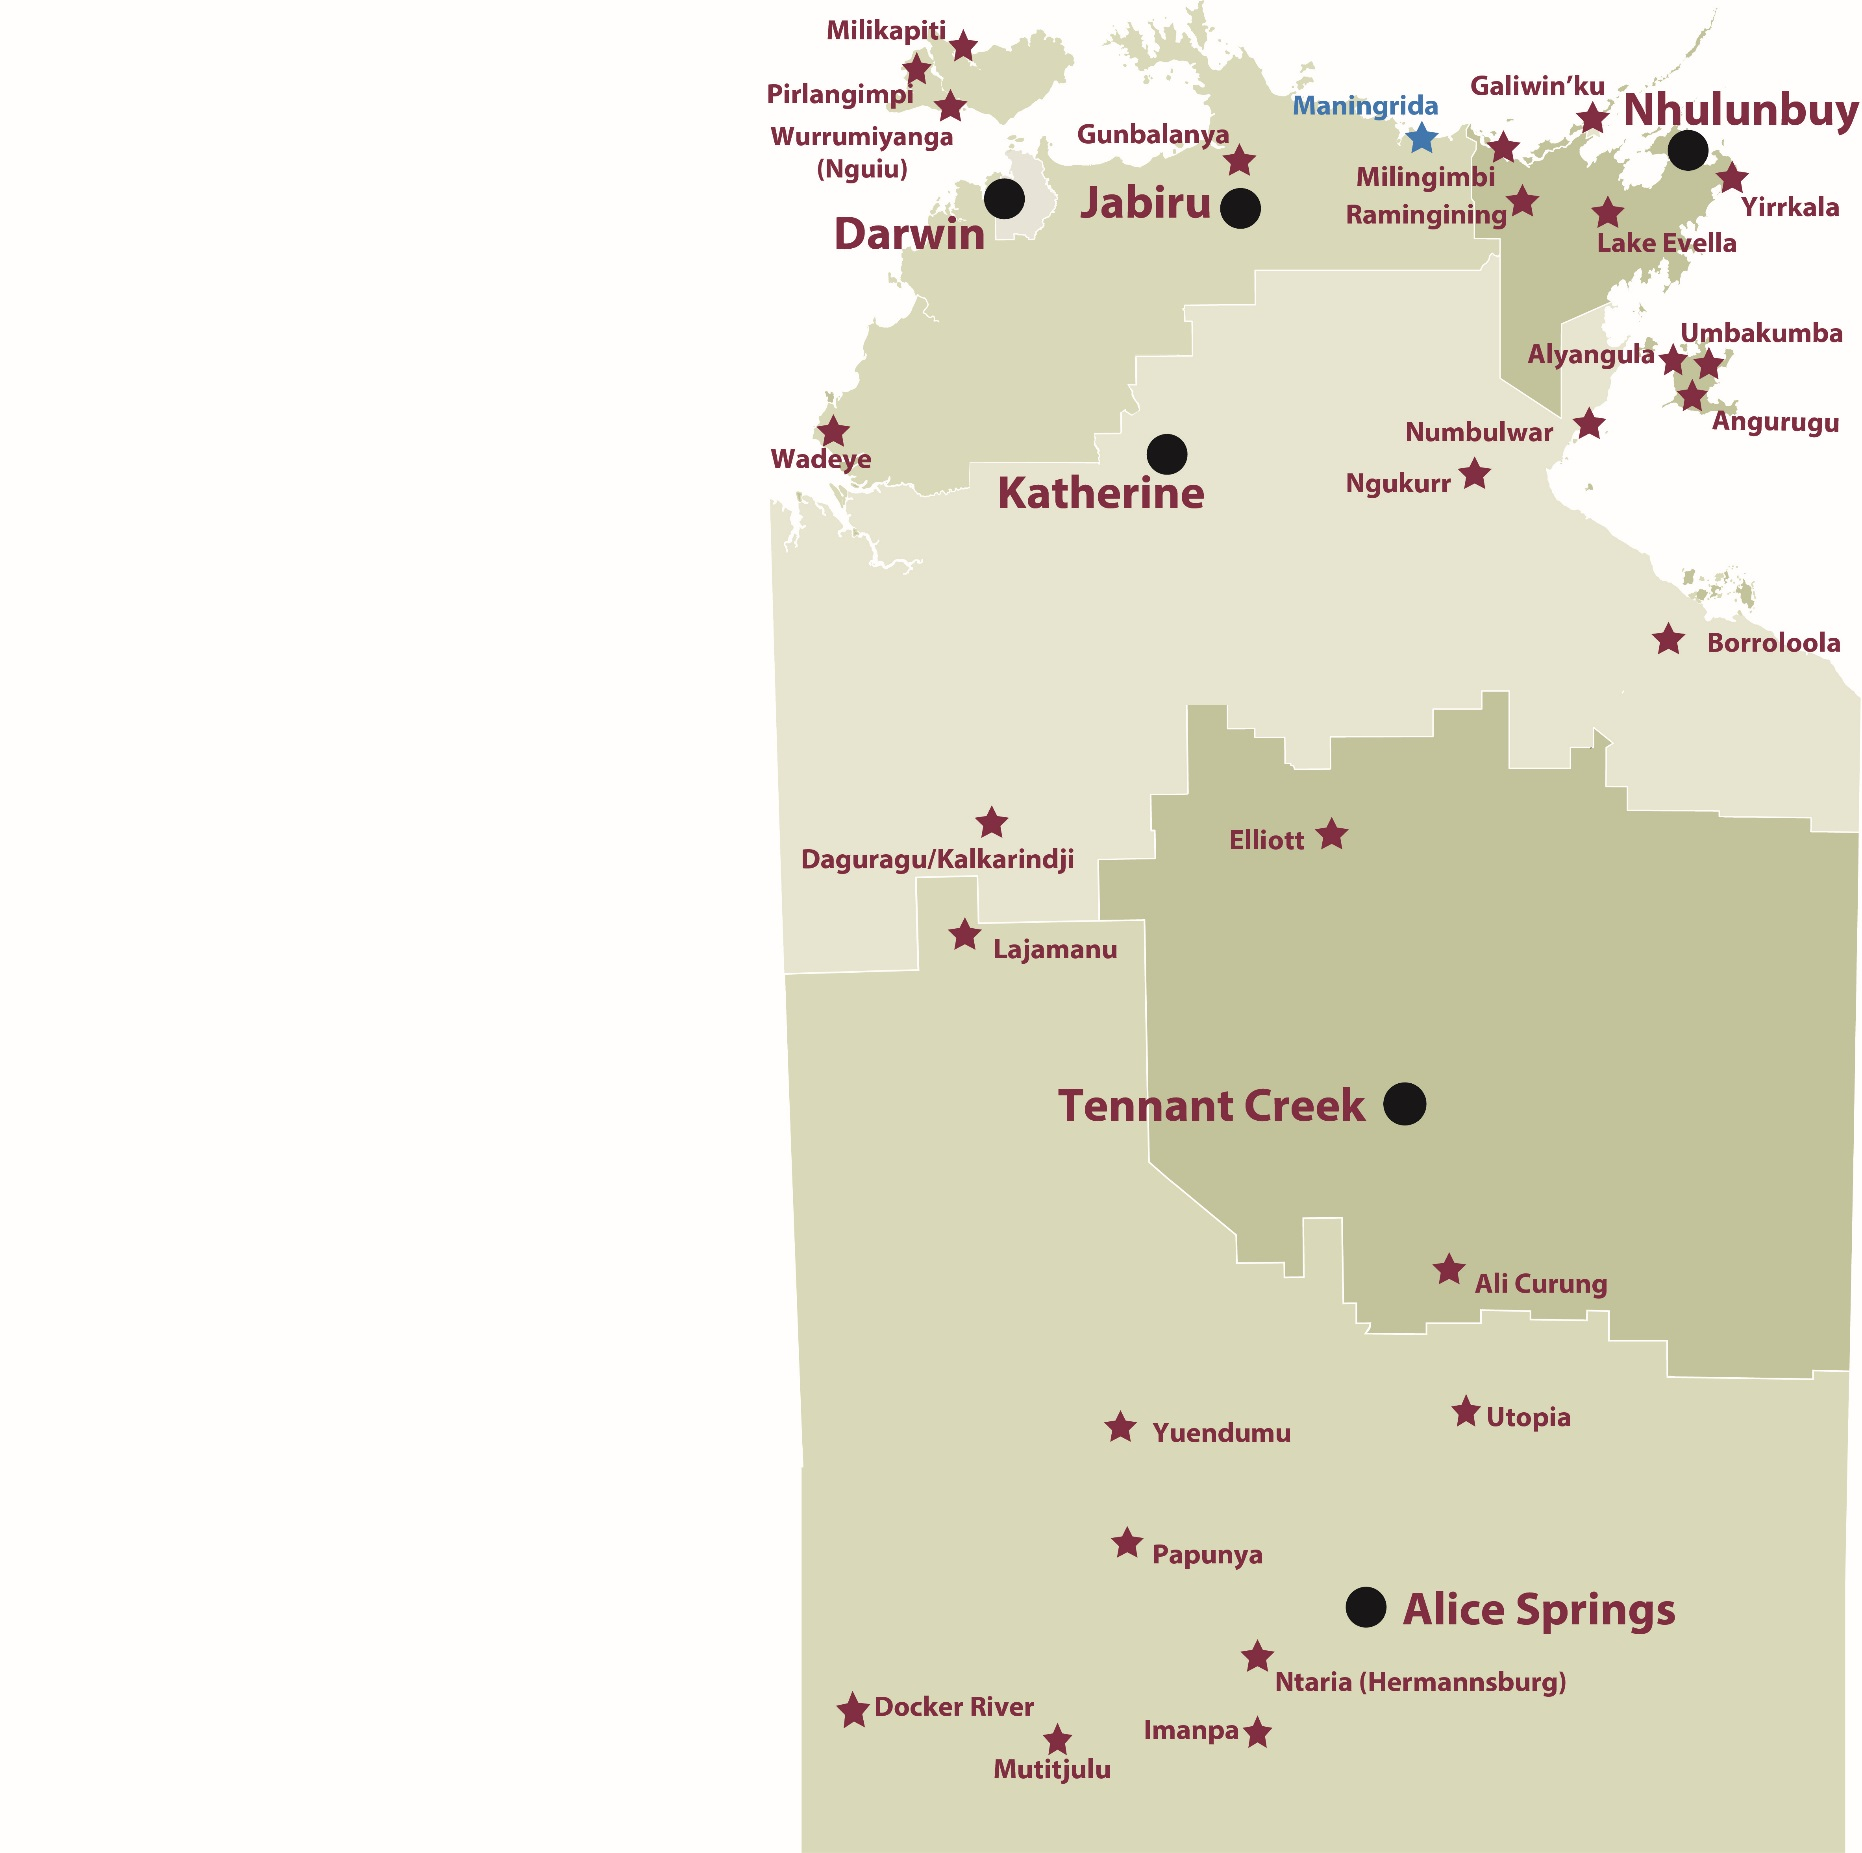 Milikapiti
Pirlangimpi
Wurrumiyanga
(Nguiu)
Darwin
Gunbalanya
Jabiru
Maningrida
Galiwin’ku
Nhulunbuy
Milingimbi
Ramingining
Yirrkala
Lake Evella
Umbakumba
Alyangula
Angurugu
Numbulwar
Ngukurr
Wadeye
Katherine
Borroloola
Elliott
Daguragu/Kalkarindji
Lajamanu
Tennant Creek
Ali Curung
Utopia
Yuendumu
Papunya
Alice Springs
Ntaria (Hermannsburg)
Docker River
Imanpa
Mutitjulu